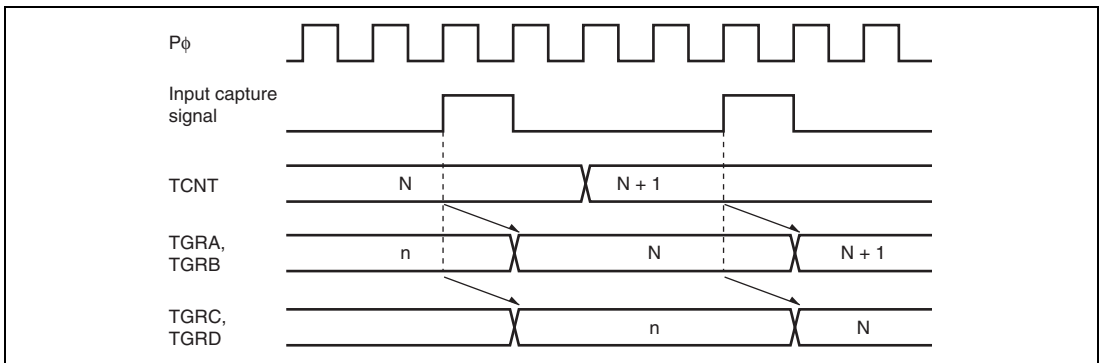 Pϕ
Input capture
signal
TCNT
N
N + 1
TGRA,
TGRB
n
N
N + 1
TGRC,
TGRD
n
N